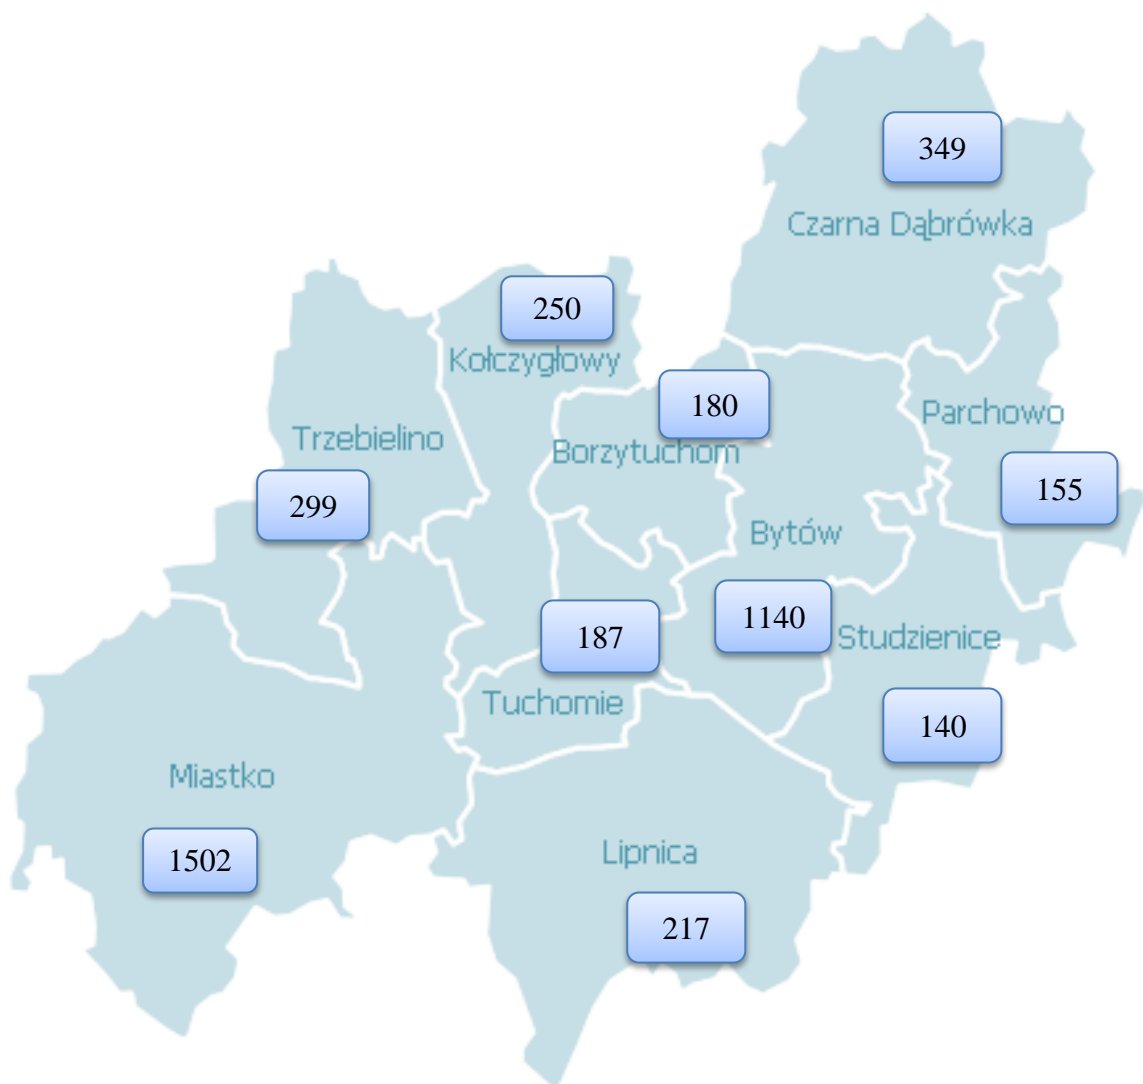 349
Czarna Dąbrówka
250
Kołczygłowy
180
Parchowo
Trzebielino
Borzytuchom
155
299
Bytów
1140
187
Studzienice
Tuchomie
140
Miastko
1502
Lipnica
217